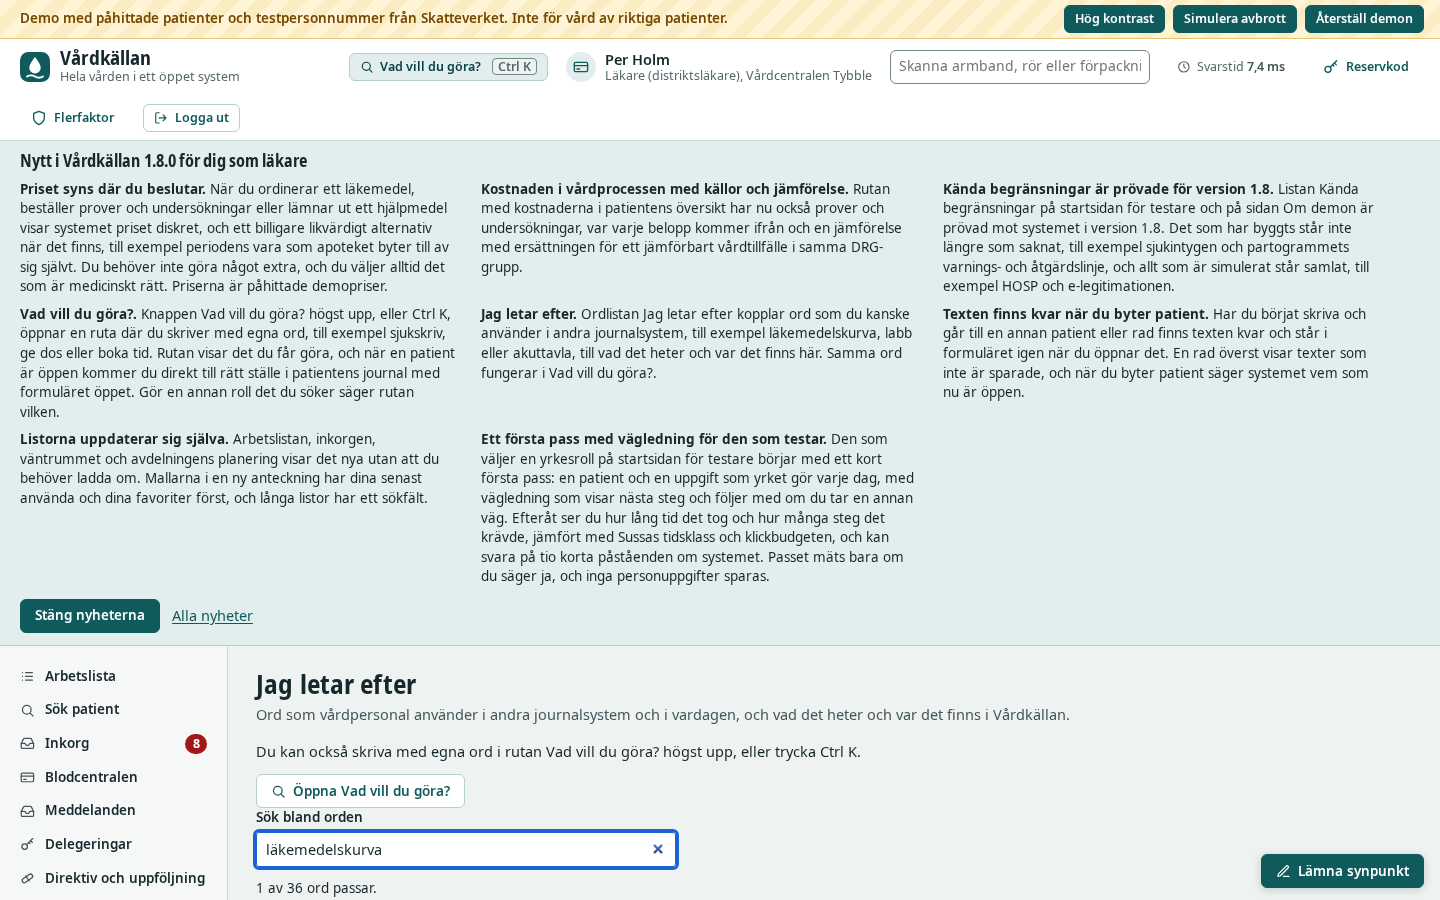 Demo med påhittade patienter och testpersonnummer från Skatteverket. Inte för vård av riktiga patienter.
Hög kontrast
Simulera avbrott
Återställ demon
Vårdkällan
Hela vården i ett öppet system
Vad vill du göra? Ctrl K
Per Holm
Läkare (distriktsläkare), Vårdcentralen Tybble
Skanna armband, rör eller förpackni
Svarstid 7,4 ms
Reservkod
Flerfaktor
Logga ut
Nytt i Vårdkällan 1.8.0 för dig som läkare
Priset syns där du beslutar. När du ordinerar ett läkemedel,
beställer prover och undersökningar eller lämnar ut ett hjälpmedel
visar systemet priset diskret, och ett billigare likvärdigt alternativ
när det finns, till exempel periodens vara som apoteket byter till av
sig självt. Du behöver inte göra något extra, och du väljer alltid det
som är medicinskt rätt. Priserna är påhittade demopriser.
Kostnaden i vårdprocessen med källor och jämförelse. Rutan
med kostnaderna i patientens översikt har nu också prover och
undersökningar, var varje belopp kommer ifrån och en jämförelse
med ersättningen för ett jämförbart vårdtillfälle i samma DRG-
grupp.
Kända begränsningar är prövade för version 1.8. Listan Kända
begränsningar på startsidan för testare och på sidan Om demon är
prövad mot systemet i version 1.8. Det som har byggts står inte
längre som saknat, till exempel sjukintygen och partogrammets
varnings- och åtgärdslinje, och allt som är simulerat står samlat, till
exempel HOSP och e-legitimationen.
Vad vill du göra?. Knappen Vad vill du göra? högst upp, eller Ctrl K,
öppnar en ruta där du skriver med egna ord, till exempel sjukskriv,
ge dos eller boka tid. Rutan visar det du får göra, och när en patient
är öppen kommer du direkt till rätt ställe i patientens journal med
formuläret öppet. Gör en annan roll det du söker säger rutan
vilken.
Jag letar efter. Ordlistan Jag letar efter kopplar ord som du kanske
använder i andra journalsystem, till exempel läkemedelskurva, labb
eller akuttavla, till vad det heter och var det finns här. Samma ord
fungerar i Vad vill du göra?.
Texten finns kvar när du byter patient. Har du börjat skriva och
går till en annan patient eller rad finns texten kvar och står i
formuläret igen när du öppnar det. En rad överst visar texter som
inte är sparade, och när du byter patient säger systemet vem som
nu är öppen.
Listorna uppdaterar sig själva. Arbetslistan, inkorgen,
väntrummet och avdelningens planering visar det nya utan att du
behöver ladda om. Mallarna i en ny anteckning har dina senast
använda och dina favoriter först, och långa listor har ett sökfält.
Ett första pass med vägledning för den som testar. Den som
väljer en yrkesroll på startsidan för testare börjar med ett kort
första pass: en patient och en uppgift som yrket gör varje dag, med
vägledning som visar nästa steg och följer med om du tar en annan
väg. Efteråt ser du hur lång tid det tog och hur många steg det
krävde, jämfört med Sussas tidsklass och klickbudgeten, och kan
svara på tio korta påståenden om systemet. Passet mäts bara om
du säger ja, och inga personuppgifter sparas.
Stäng nyheterna
Alla nyheter
Arbetslista
Sök patient
Inkorg 8
Blodcentralen
Meddelanden
Delegeringar
Direktiv och uppföljning
Jag letar efter
Ord som vårdpersonal använder i andra journalsystem och i vardagen, och vad det heter och var det finns i Vårdkällan.
Du kan också skriva med egna ord i rutan Vad vill du göra? högst upp, eller trycka Ctrl K.
Öppna Vad vill du göra?
Sök bland orden
läkemedelskurva
1 av 36 ord passar.
Lämna synpunkt